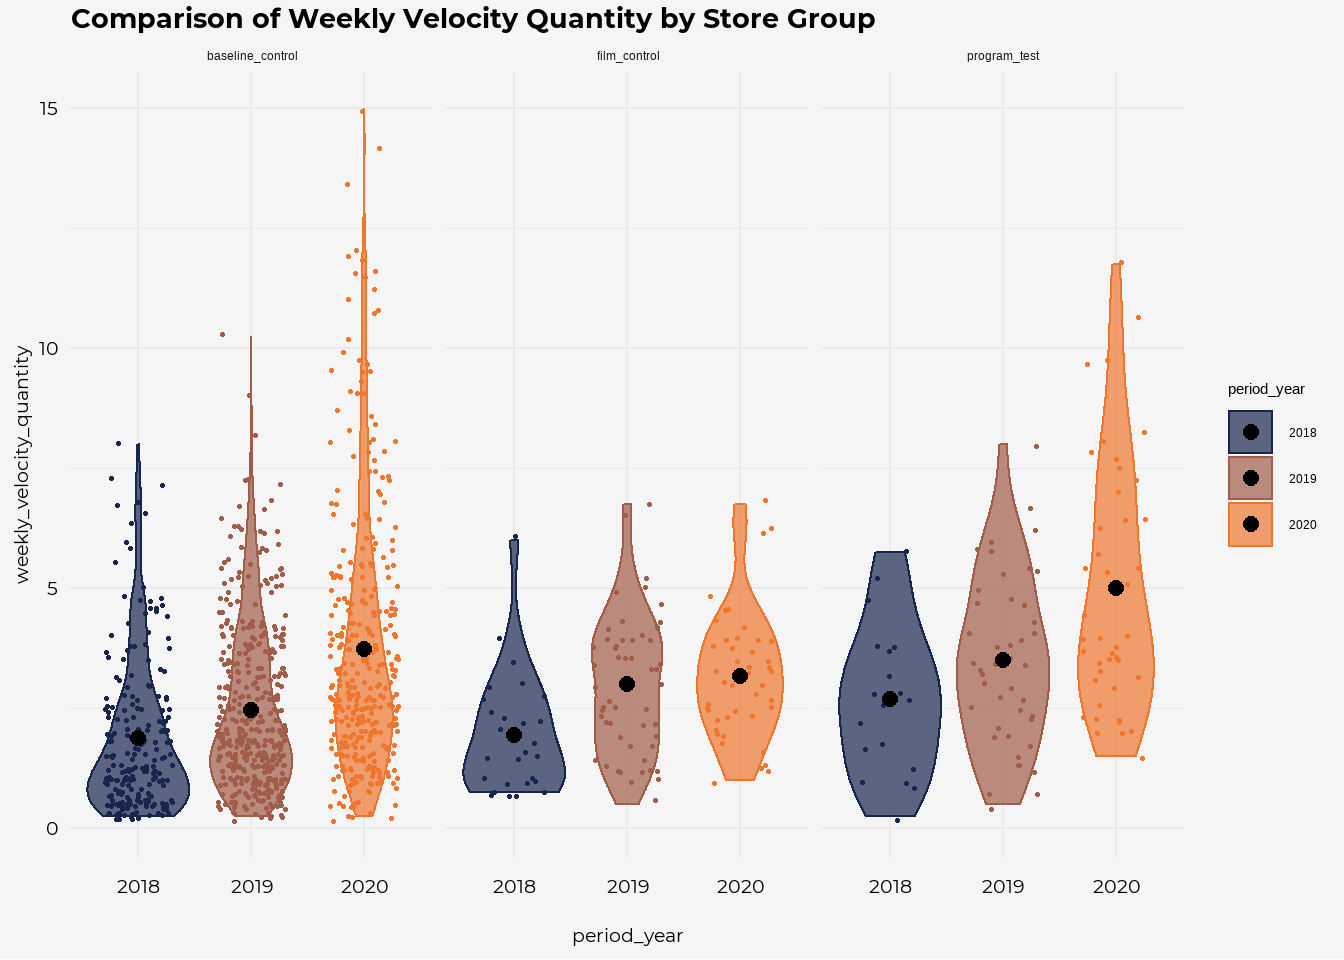 Comparison of Weekly Velocity Quantity by Store Group
baseline_control
film_control
program_test
15
10
5
0
weekly_velocity_quantity
2018
2019
2020
2018
2019
2020
2018
2019
2020
period_year
period_year
2018
2019
2020